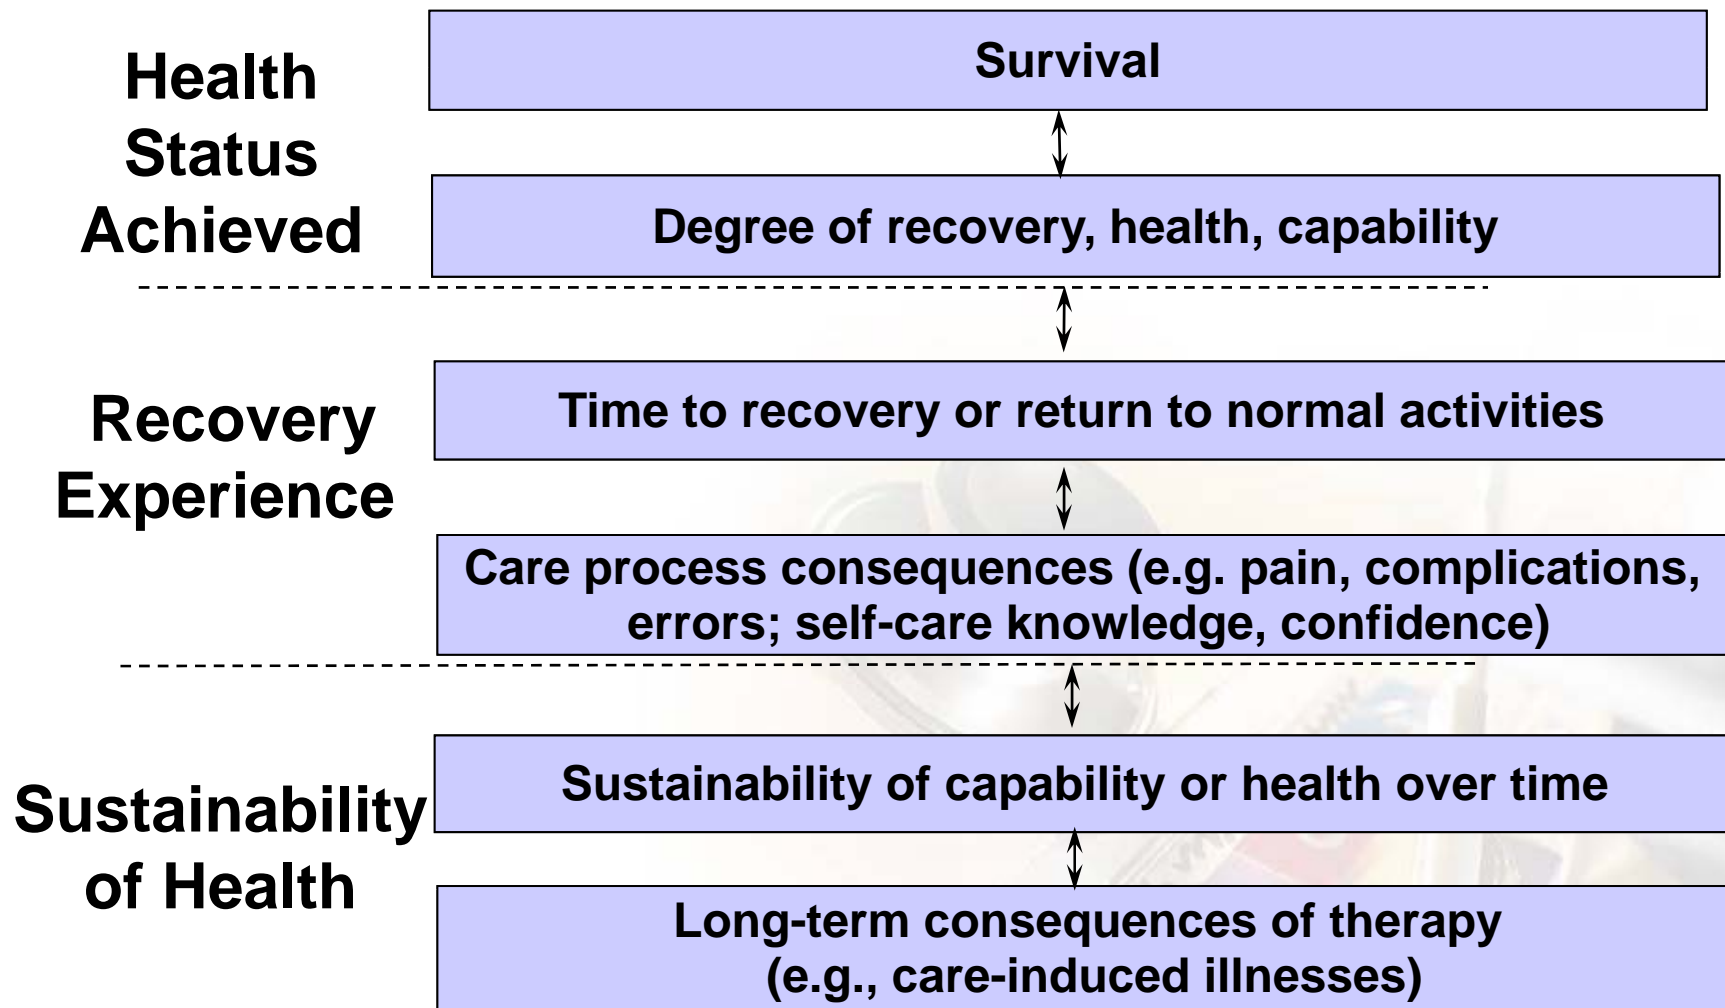 Health
Status
Achieved
Survival
Degree of recovery, health, capability
Recovery
Experience
Time to recovery or return to normal activities
Care process consequences (e.g. pain, complications,
errors; self-care knowledge, confidence)
Sustainability
of Health
Sustainability of capability or health over time
Long-term consequences of therapy
(e.g., care-induced illnesses)